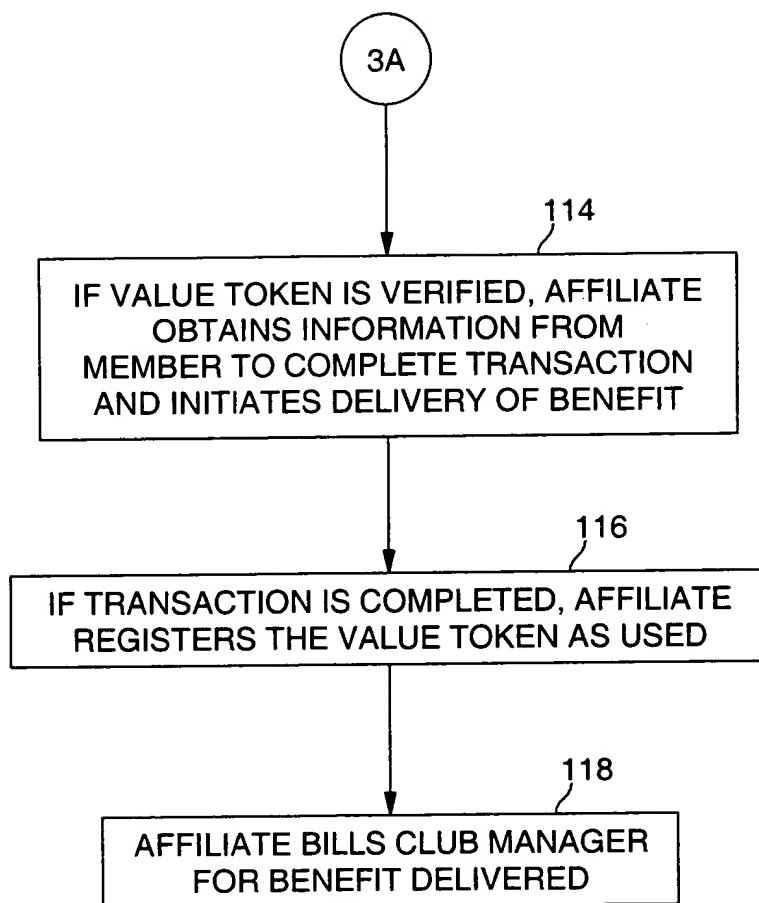 3A
114
IF VALUE TOKEN IS VERIFIED, AFFILIATE
OBTAINS INFORMATION FROM
MEMBER TO COMPLETE TRANSACTION
AND INITIATES DELIVERY OF BENEFIT
116
IF TRANSACTION IS COMPLETED, AFFILIATE
REGISTERS THE VALUE TOKEN AS USED
118
AFFILIATE BILLS CLUB MANAGER
FOR BENEFIT DELIVERED